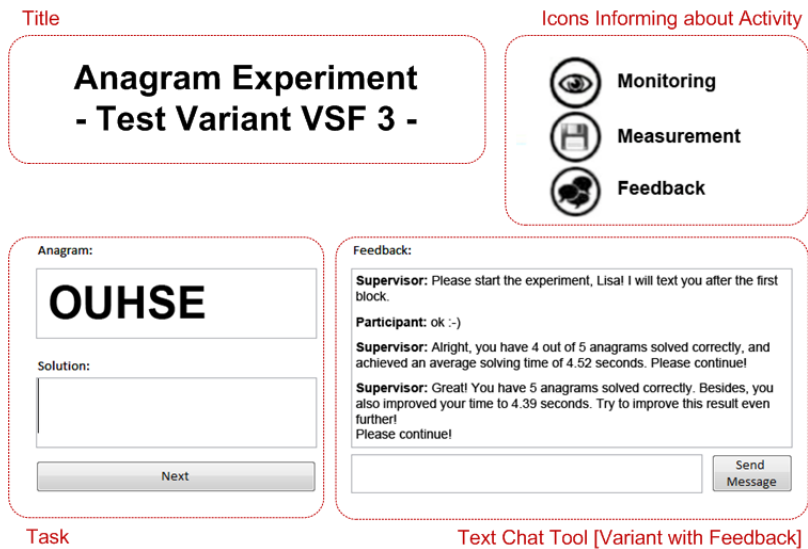 Title
Icons Informing about Activity
Anagram Experiment
- Test Variant VSF 3 -
Monitoring
Measurement
Feedback
Anagram:
OUHSE
Solution:
Next
Feedback:
Supervisor: Please start the experiment, Lisa! I will text you after the first
block.
Participant: ok :-)
Supervisor: Alright, you have 4 out of 5 anagrams solved correctly, and
achieved an average solving time of 4.52 seconds. Please continue!
Supervisor: Great! You have 5 anagrams solved correctly. Besides, you
also improved your time to 4.39 seconds. Try to improve this result even
further!
Please continue!
Send
Message
Task
Text Chat Tool [Variant with Feedback]